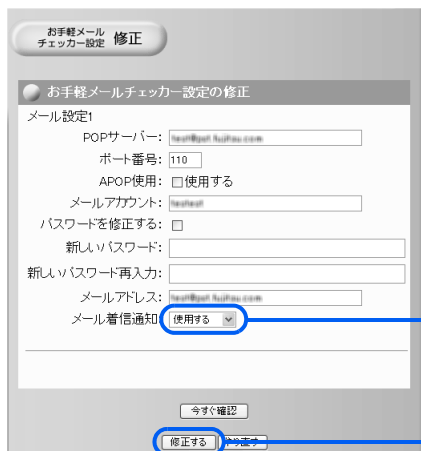 お手軽メール
チェッカー設定 修正
お手軽メールチェッカー設定の修正
メール設定1
POPサーバー:
ポート番号: 110
APOP使用: 使用する
メールアカウント:
パスワードを修正する:
新しいパスワード:
新しいパスワード再入力:
メールアドレス:
メール着信通知: 使用する
今すぐ確認
修正する やり直す